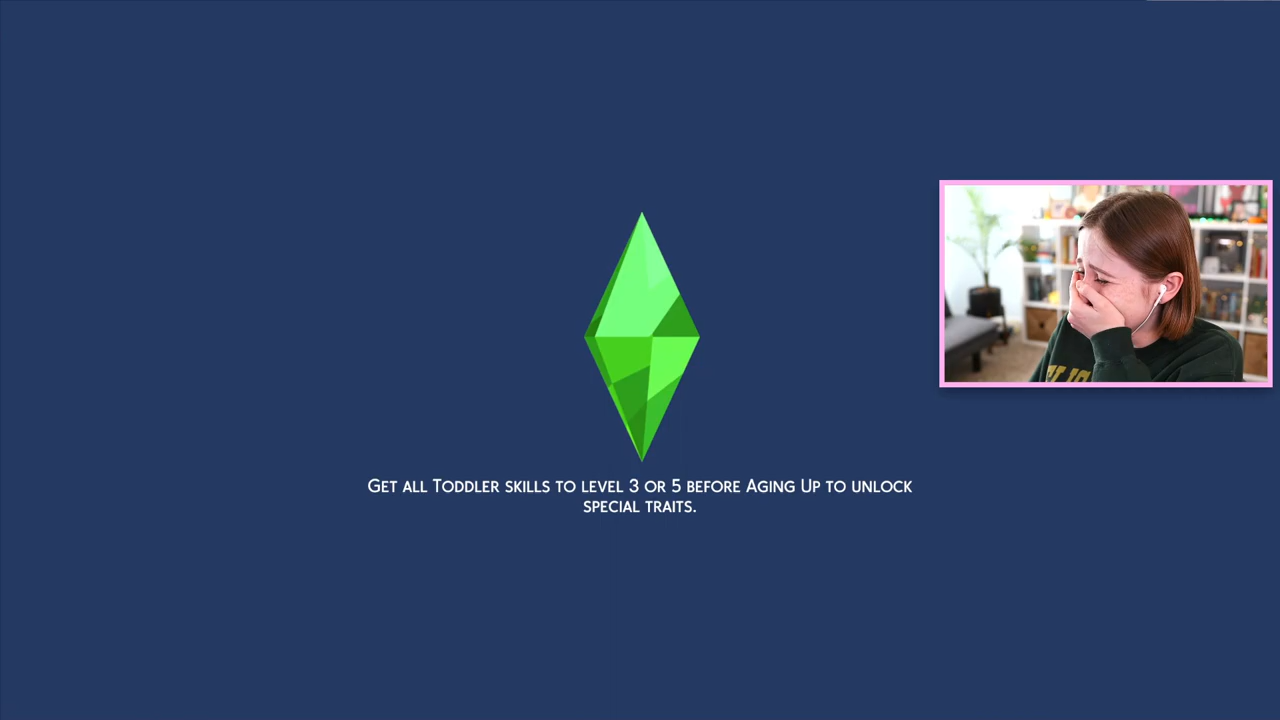 Get all Toddler skills to level 3 or 5 before Aging Up to unlock
special traits.